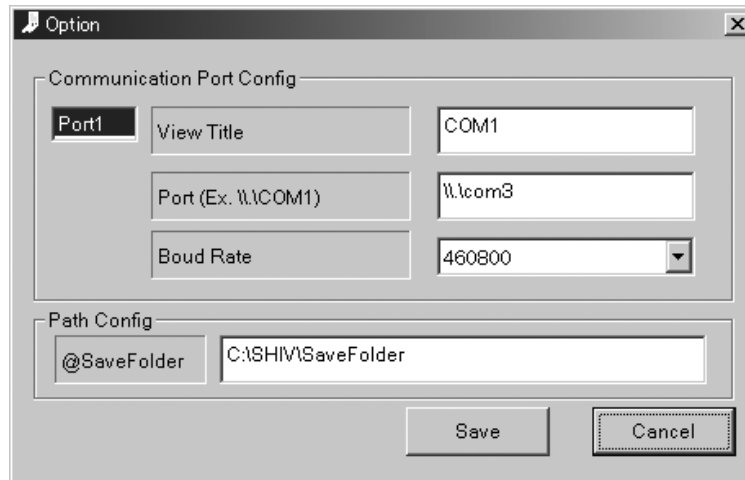 Option
Communication Port Config
Port1
View Title
COM1
Port (Ex. \\.\COM1)
\\.\com3
Boud Rate
460800
Path Config
@SaveFolder
C:\SHIV\SaveFolder
Save
Cancel